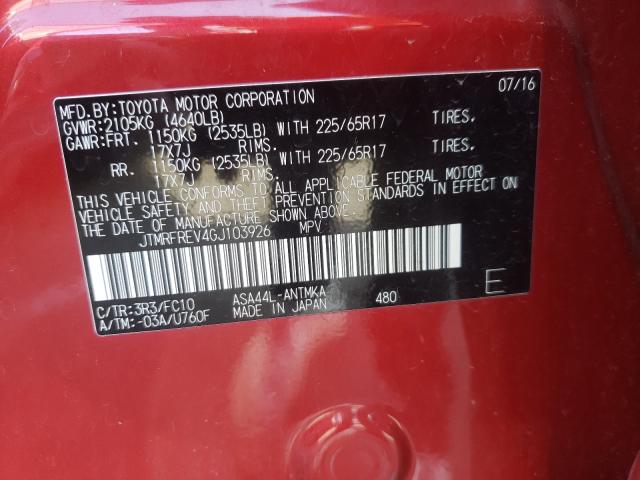 MFD.BY:TOYOTA MOTOR CORPORATION 07/16
GVWR:2105KG (4640LB)
GAWR:FRT. 1150KG (2535LB) WITH 225/65R17 TIRES.
17X7J RIMS.
RR. 1150KG (2535LB) WITH 225/65R17 TIRES.
17X7J RIMS.
THIS VEHICLE CONFORMS TO ALL APPLICABLE FEDERAL MOTOR
VEHICLE SAFETY AND THEFT PREVENTION STANDARDS IN EFFECT ON
THE DATE OF MANUFACTURE SHOWN ABOVE.
JTMRFREV4GJ103926 MPV
C/TR:3R3/FC10 ASA44L-ANTMKA 480 E
A/TM:-03A/U760F MADE IN JAPAN